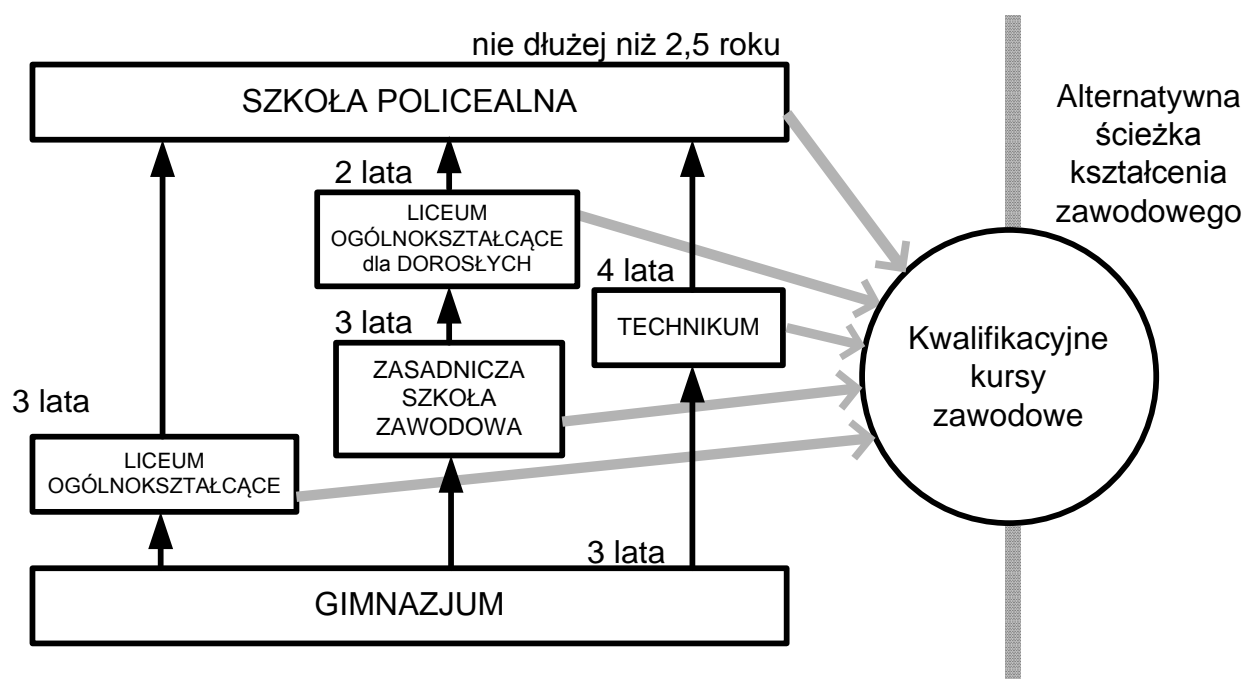 nie dłużej niż 2,5 roku
SZKOŁA POLICEALNA
Alternatywna
ścieżka
kształcenia
zawodowego
2 lata
LICEUM
OGÓLNOKSZTAŁCĄCE
dla DOROSŁYCH
4 lata
TECHNIKUM
3 lata
ZASADNICZA
SZKOŁA
ZAWODOWA
Kwalifikacyjne
kursy
zawodowe
3 lata
LICEUM
OGÓLNOKSZTAŁCĄCE
3 lata
GIMNAZJUM